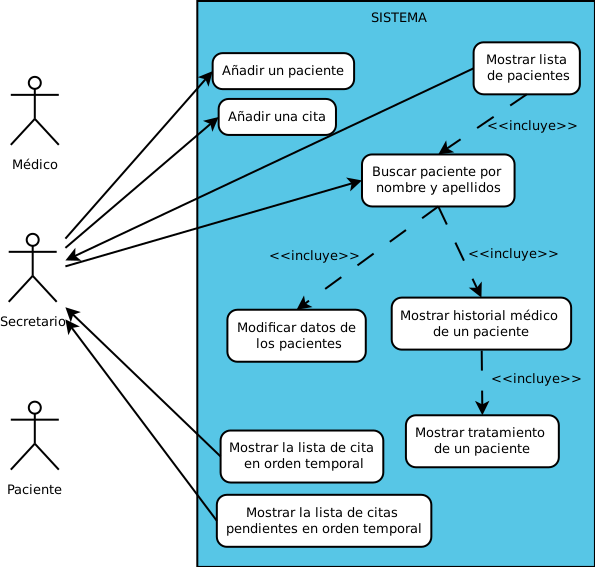 SISTEMA
Médico
Secretario
Paciente
Añadir un paciente
Añadir una cita
Mostrar lista
de pacientes
<<incluye>>
Buscar paciente por
nombre y apellidos
<<incluye>>
<<incluye>>
Modificar datos de
los pacientes
Mostrar historial médico
de un paciente
<<incluye>>
Mostrar tratamiento
de un paciente
Mostrar la lista de cita
en orden temporal
Mostrar la lista de citas
pendientes en orden temporal